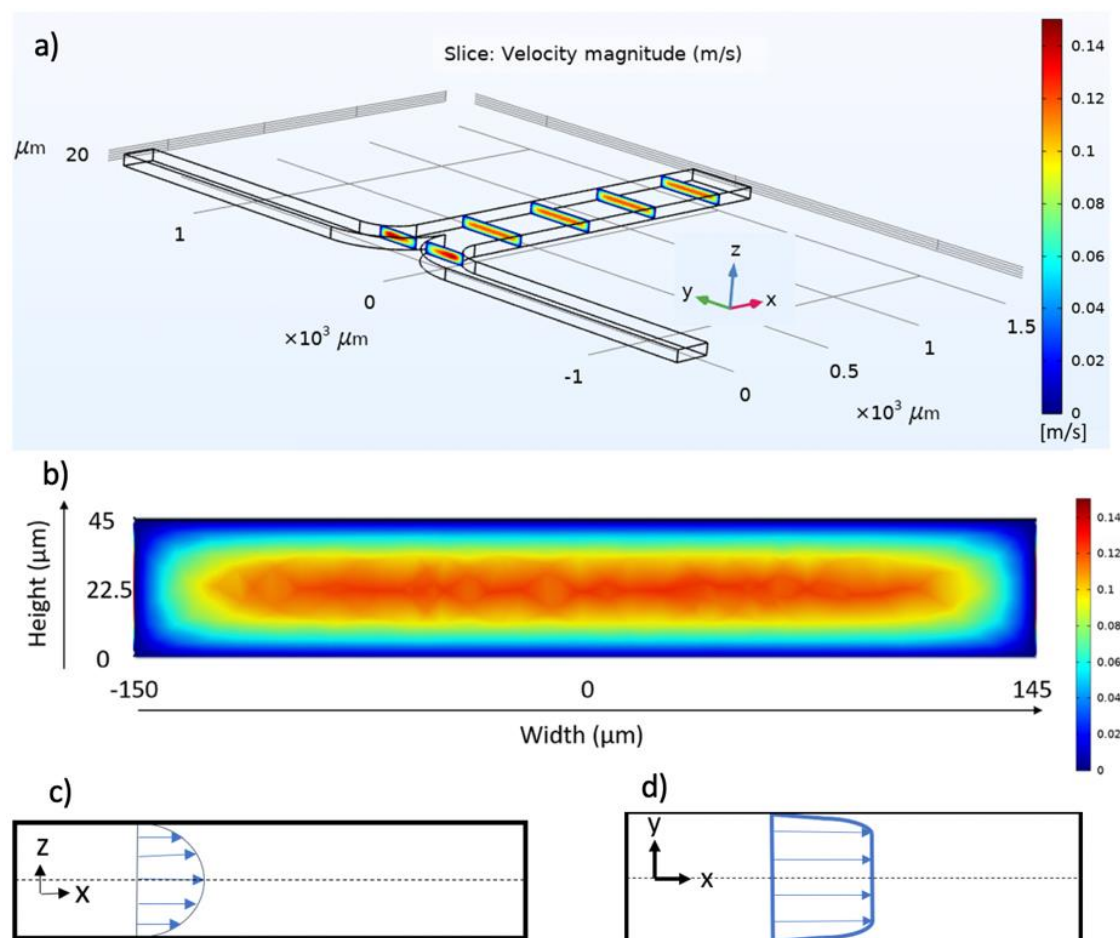 a)
Slice: Velocity magnitude (m/s)
0.14
0.12
0.1
0.08
0.06
0.04
0.02
0
[m/s]
μm 20
1
0
×10³ μm
-1
z
y
x
1.5
1
0.5
0
×10³ μm
b)
Height (μm)
45
22.5
0
-150
0
145
Width (μm)
0.14
0.12
0.1
0.08
0.06
0.04
0.02
0
c)
z
x
d)
y
x